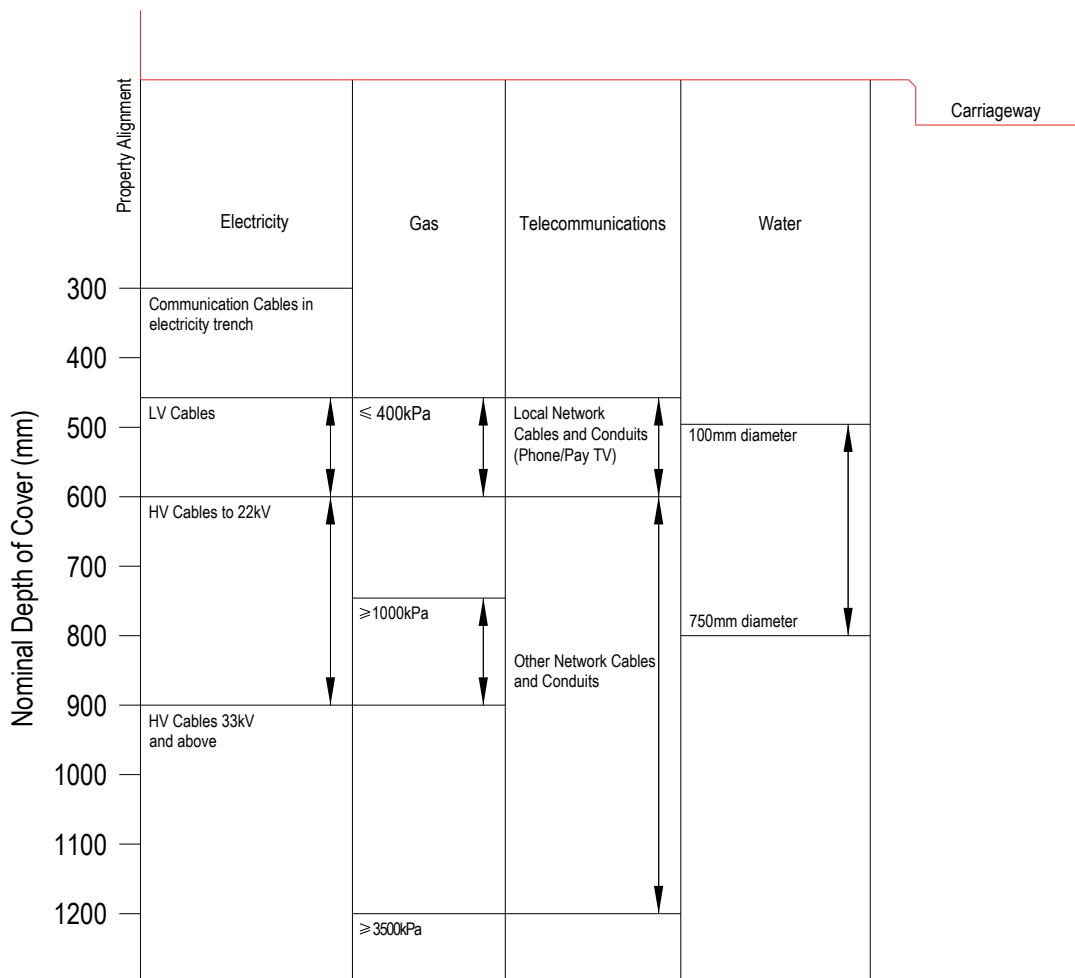 Property Alignment
Carriageway
Electricity
Gas
Telecommunications
Water
Nominal Depth of Cover (mm)
300
400
500
600
700
800
900
1000
1100
1200
Communication Cables in
electricity trench
LV Cables
HV Cables to 22kV
HV Cables 33kV
and above
≤ 400kPa
≥1000kPa
≥3500kPa
Local Network
Cables and Conduits
(Phone/Pay TV)
Other Network Cables
and Conduits
100mm diameter
750mm diameter